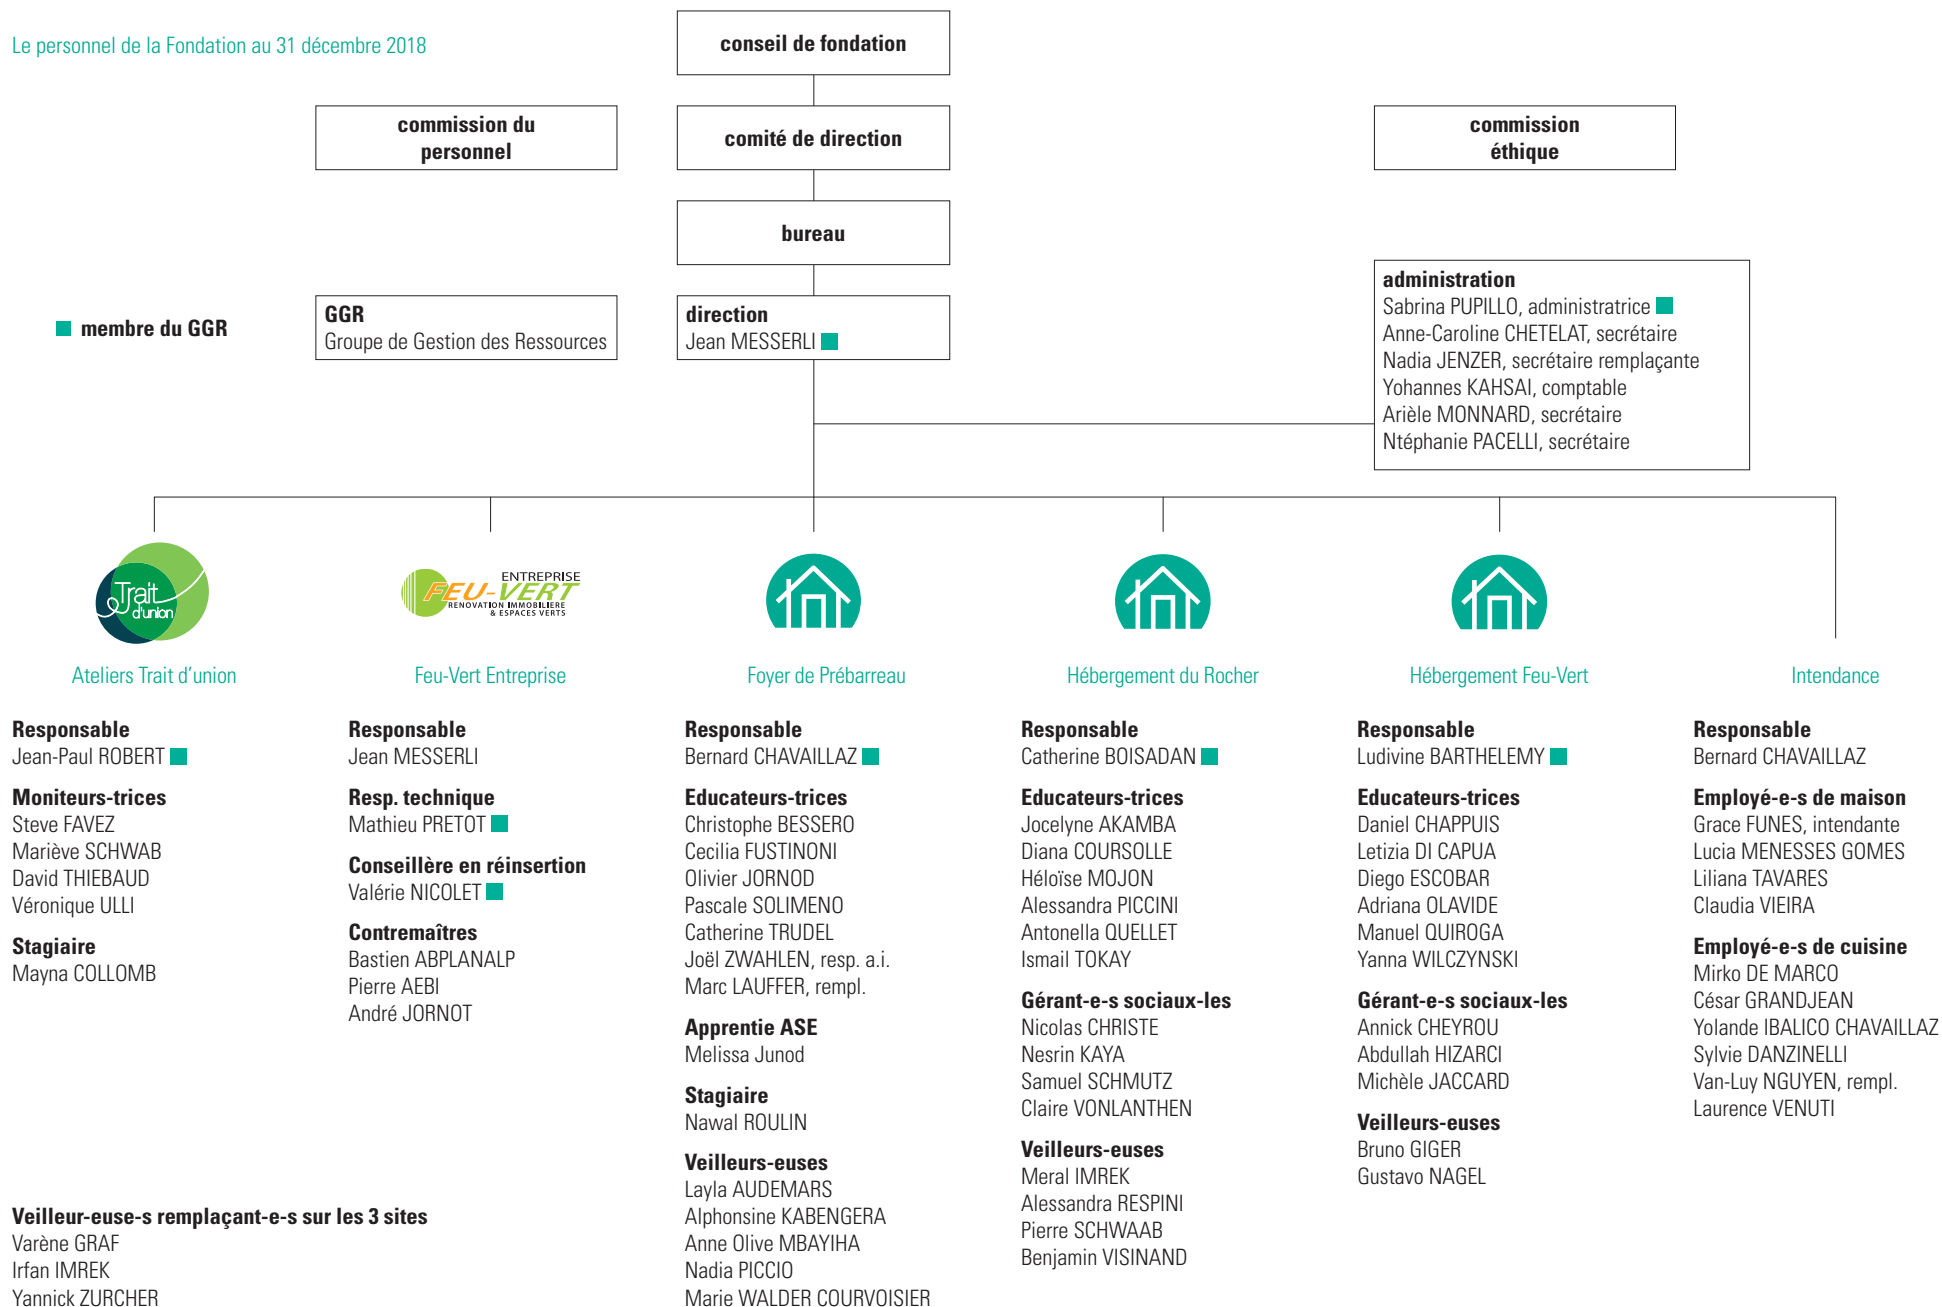 Le personnel de la Fondation au 31 décembre 2018
conseil de fondation
commission du
personnel
comité de direction
commission
éthique
bureau
membre du GGR
GGR
Groupe de Gestion des Ressources
direction
Jean MESSERLI
administration
Sabrina PUPILLO, administratrice
Anne-Caroline CHETELAT, secrétaire
Nadia JENZER, secrétaire remplaçante
Yohannes KAHSAI, comptable
Arièle MONNARD, secrétaire
Ntéphanie PACELLI, secrétaire
Trait
d'union
Ateliers Trait d'union
Responsable
Jean-Paul ROBERT
Moniteurs-trices
Steve FAVEZ
Mariève SCHWAB
David THIEBAUD
Véronique ULLI
Stagiaire
Mayna COLLOMB
Veilleur-euse-s remplaçant-e-s sur les 3 sites
Varène GRAF
Irfan IMREK
Yannick ZURCHER
ENTREPRISE
FEU-VERT
RENOVATION IMMOBILIERE
& ESPACES VERTS
Feu-Vert Entreprise
Responsable
Jean MESSERLI
Resp. technique
Mathieu PRETOT
Conseillère en réinsertion
Valérie NICOLET
Contremaîtres
Bastien ABPLANALP
Pierre AEBI
André JORNOT
Foyer de Prébarreau
Responsable
Bernard CHAVAILLAZ
Educateurs-trices
Christophe BESSERO
Cecilia FUSTINONI
Olivier JORNOD
Pascale SOLIMENO
Catherine TRUDEL
Joël ZWAHLEN, resp. a.i.
Marc LAUFFER, rempl.
Apprentie ASE
Melissa Junod
Stagiaire
Nawal ROULIN
Veilleurs-euses
Layla AUDEMARS
Alphonsine KABENGERA
Anne Olive MBAYIHA
Nadia PICCIO
Marie WALDER COURVOISIER
Hébergement du Rocher
Responsable
Catherine BOISADAN
Educateurs-trices
Jocelyne AKAMBA
Diana COURSOLLE
Héloïse MOJON
Alessandra PICCINI
Antonella QUELLET
Ismail TOKAY
Gérant-e-s sociaux-les
Nicolas CHRISTE
Nesrin KAYA
Samuel SCHMUTZ
Claire VONLANTHEN
Veilleurs-euses
Meral IMREK
Alessandra RESPINI
Pierre SCHWAAB
Benjamin VISINAND
Hébergement Feu-Vert
Responsable
Ludivine BARTHELEMY
Educateurs-trices
Daniel CHAPPUIS
Letizia DI CAPUA
Diego ESCOBAR
Adriana OLAVIDE
Manuel QUIROGA
Yanna WILCZYNSKI
Gérant-e-s sociaux-les
Annick CHEYROU
Abdullah HIZARCI
Michèle JACCARD
Veilleurs-euses
Bruno GIGER
Gustavo NAGEL
Intendance
Responsable
Bernard CHAVAILLAZ
Employé-e-s de maison
Grace FUNES, intendante
Lucia MENESSES GOMES
Liliana TAVARES
Claudia VIEIRA
Employé-e-s de cuisine
Mirko DE MARCO
César GRANDJEAN
Yolande IBALICO CHAVAILLAZ
Sylvie DANZINELLI
Van-Luy NGUYEN, rempl.
Laurence VENUTI